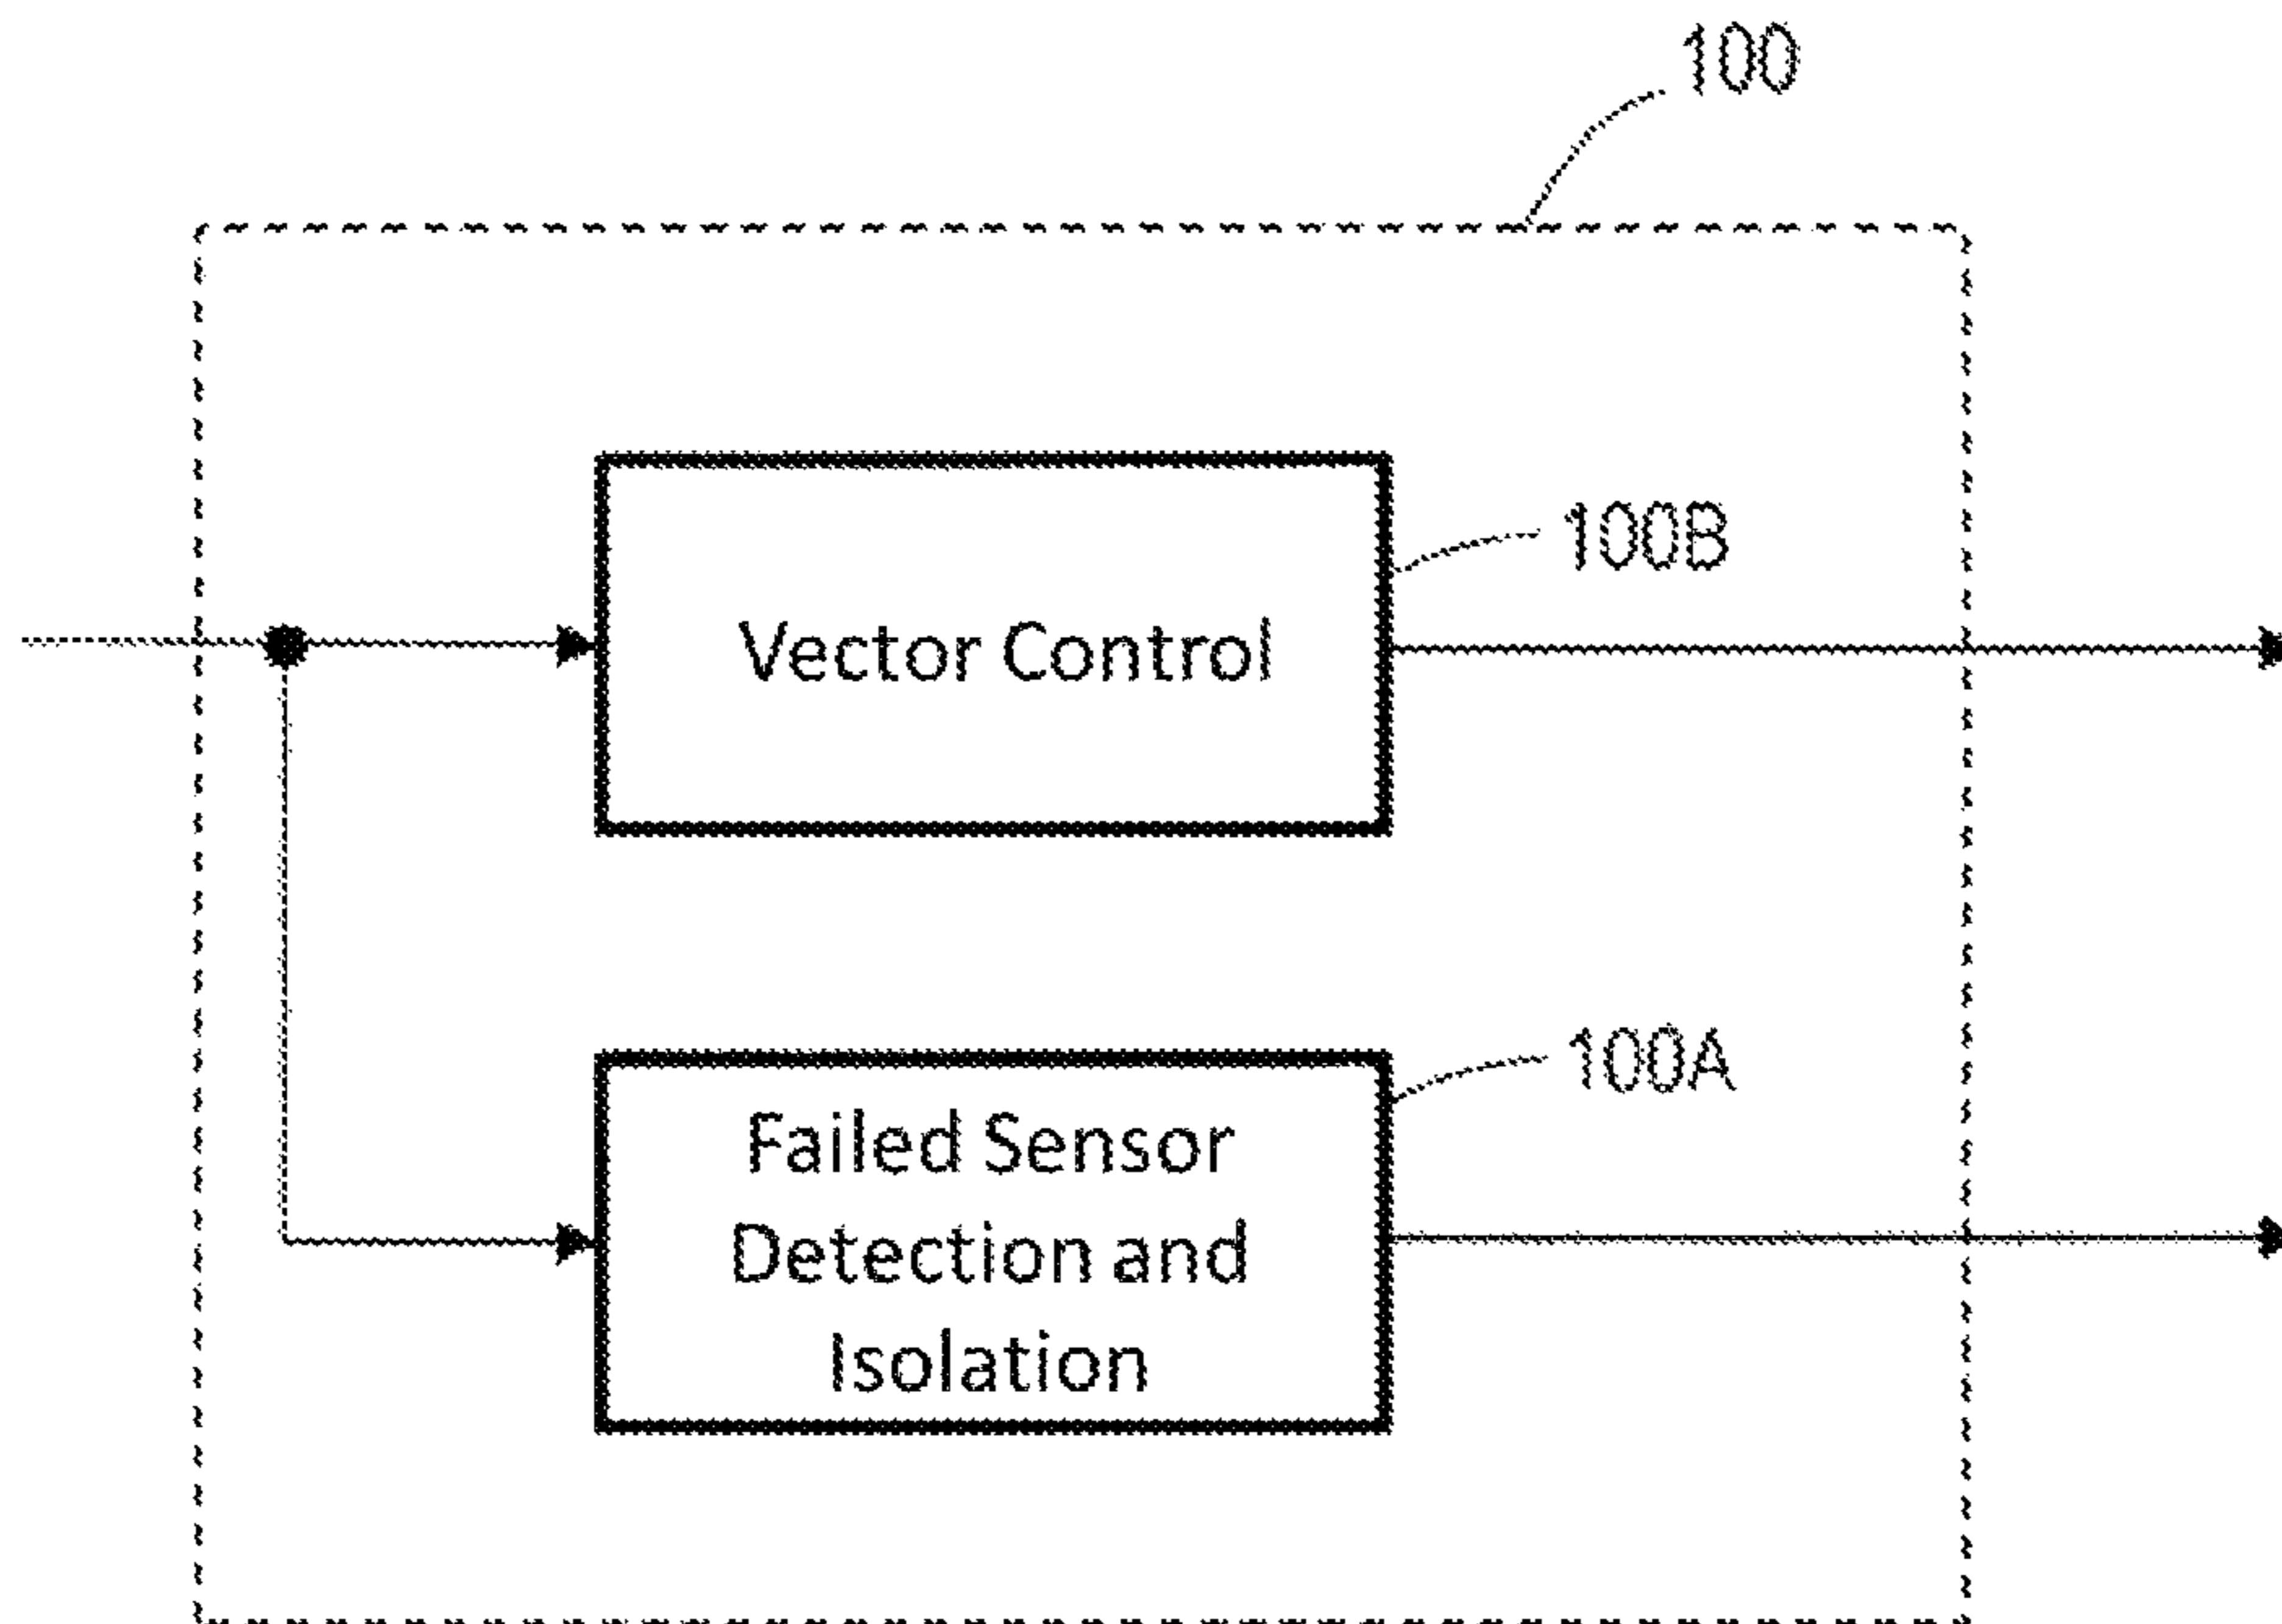 100
100B
Vector Control
100A
Failed Sensor
Detection and
Isolation